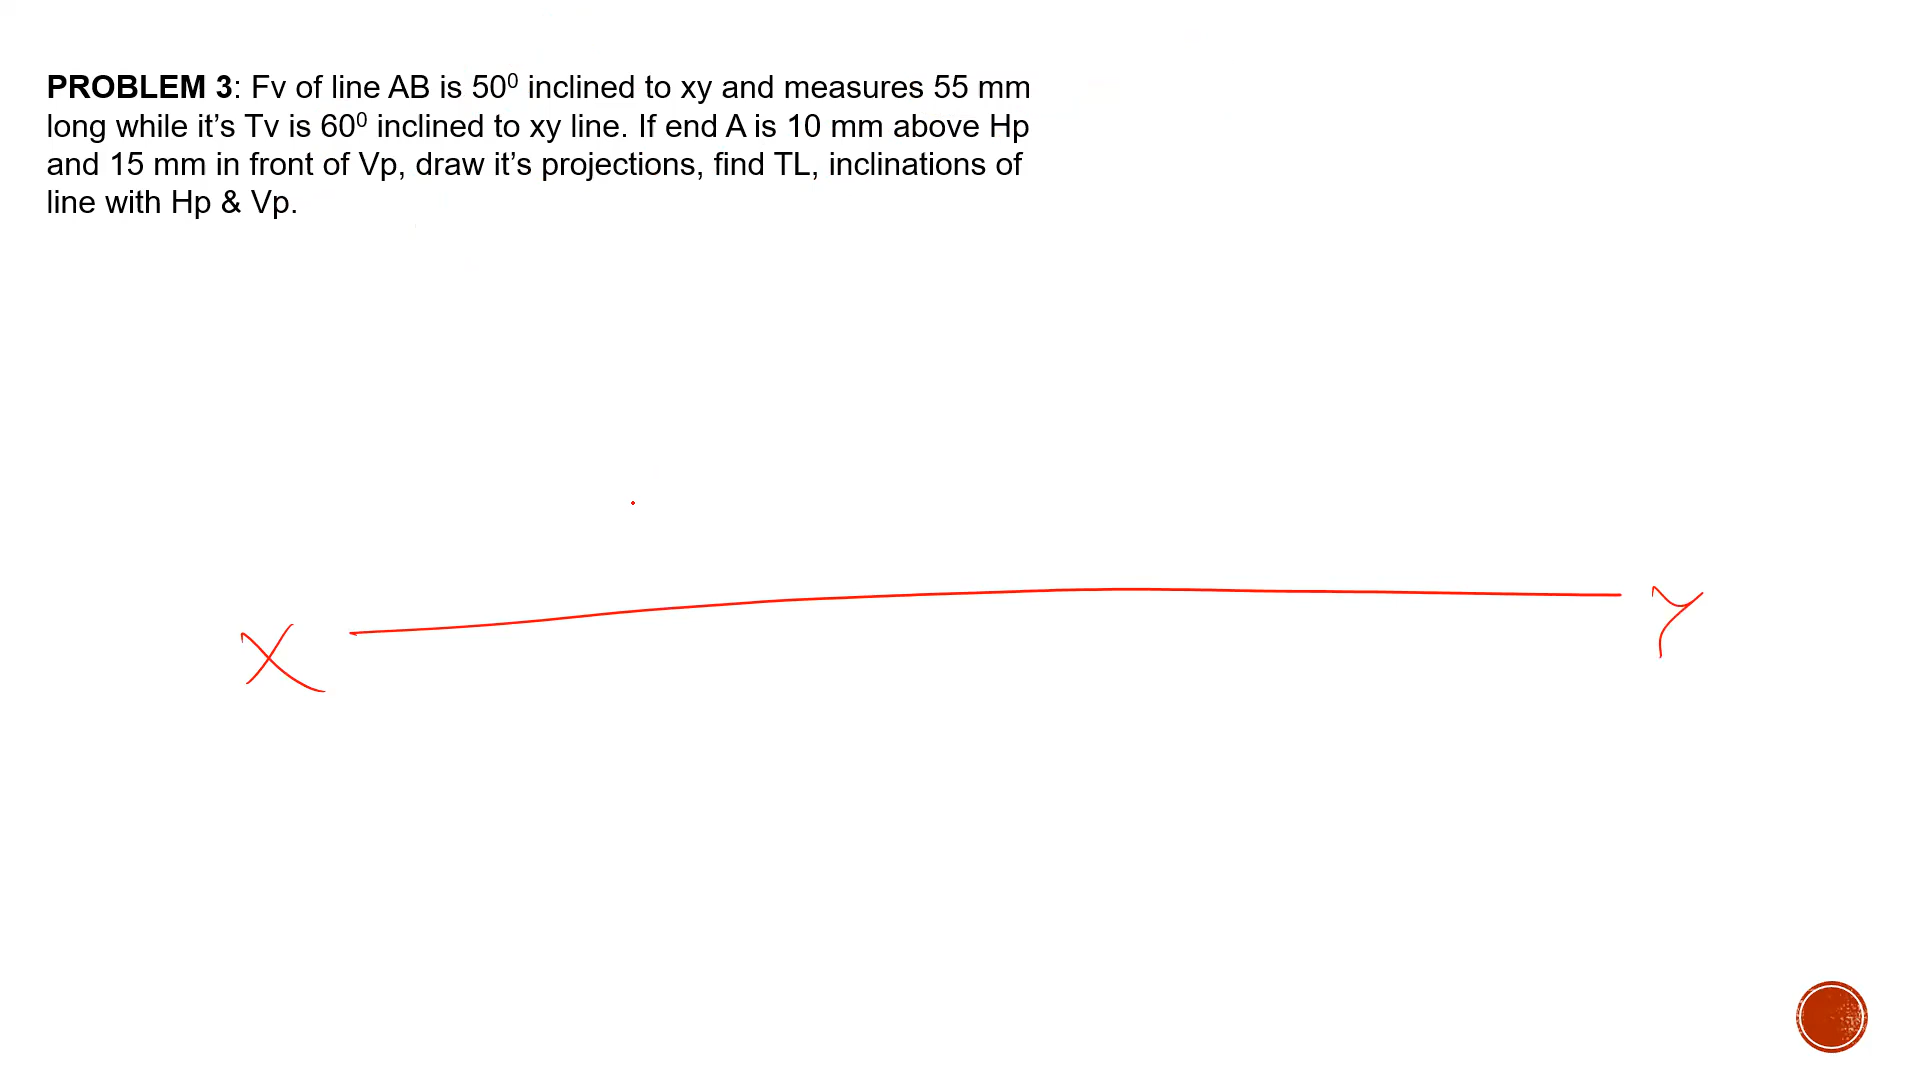 PROBLEM 3: Fv of line AB is 50⁰ inclined to xy and measures 55 mm
long while it’s Tv is 60⁰ inclined to xy line. If end A is 10 mm above Hp
and 15 mm in front of Vp, draw it’s projections, find TL, inclinations of
line with Hp & Vp.
X Y